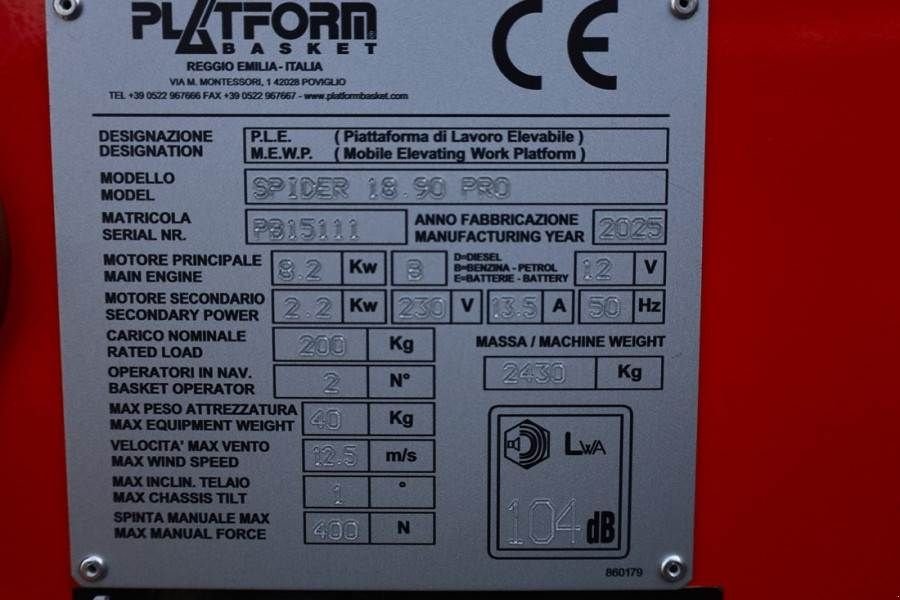 PLATFORM
BASKET
REGGIO EMILIA - ITALIA
VIA M. MONTESSORI, 1 42028 POVIGLIO
TEL +39 0522 967666 FAX +39 0522 967667 - www.platformbasket.com
CE
DESIGNAZIONE P.L.E. ( Piattaforma di Lavoro Elevabile )
DESIGNATION M.E.W.P. ( Mobile Elevating Work Platform )
MODELLO
MODEL SPIDER 18.90 PRO
MATRICOLA
SERIAL NR. PB15111
ANNO FABBRICAZIONE
MANUFACTURING YEAR 2025
MOTORE PRINCIPALE
MAIN ENGINE 8.2 Kw B
D=DIESEL
B=BENZINA - PETROL
E=BATTERIE - BATTERY
12 V
MOTORE SECONDARIO
SECONDARY POWER 2.2 Kw 230 V 13.5 A 50 Hz
CARICO NOMINALE
RATED LOAD 200 Kg
MASSA / MACHINE WEIGHT
2430 Kg
OPERATORI IN NAV.
BASKET OPERATOR 2 N°
MAX PESO ATTREZZATURA
MAX EQUIPMENT WEIGHT 40 Kg
VELOCITA' MAX VENTO
MAX WIND SPEED 12.5 m/s
MAX INCLIN. TELAIO
MAX CHASSIS TILT 1 °
SPINTA MANUALE MAX
MAX MANUAL FORCE 400 N
LWA
104 dB
860179